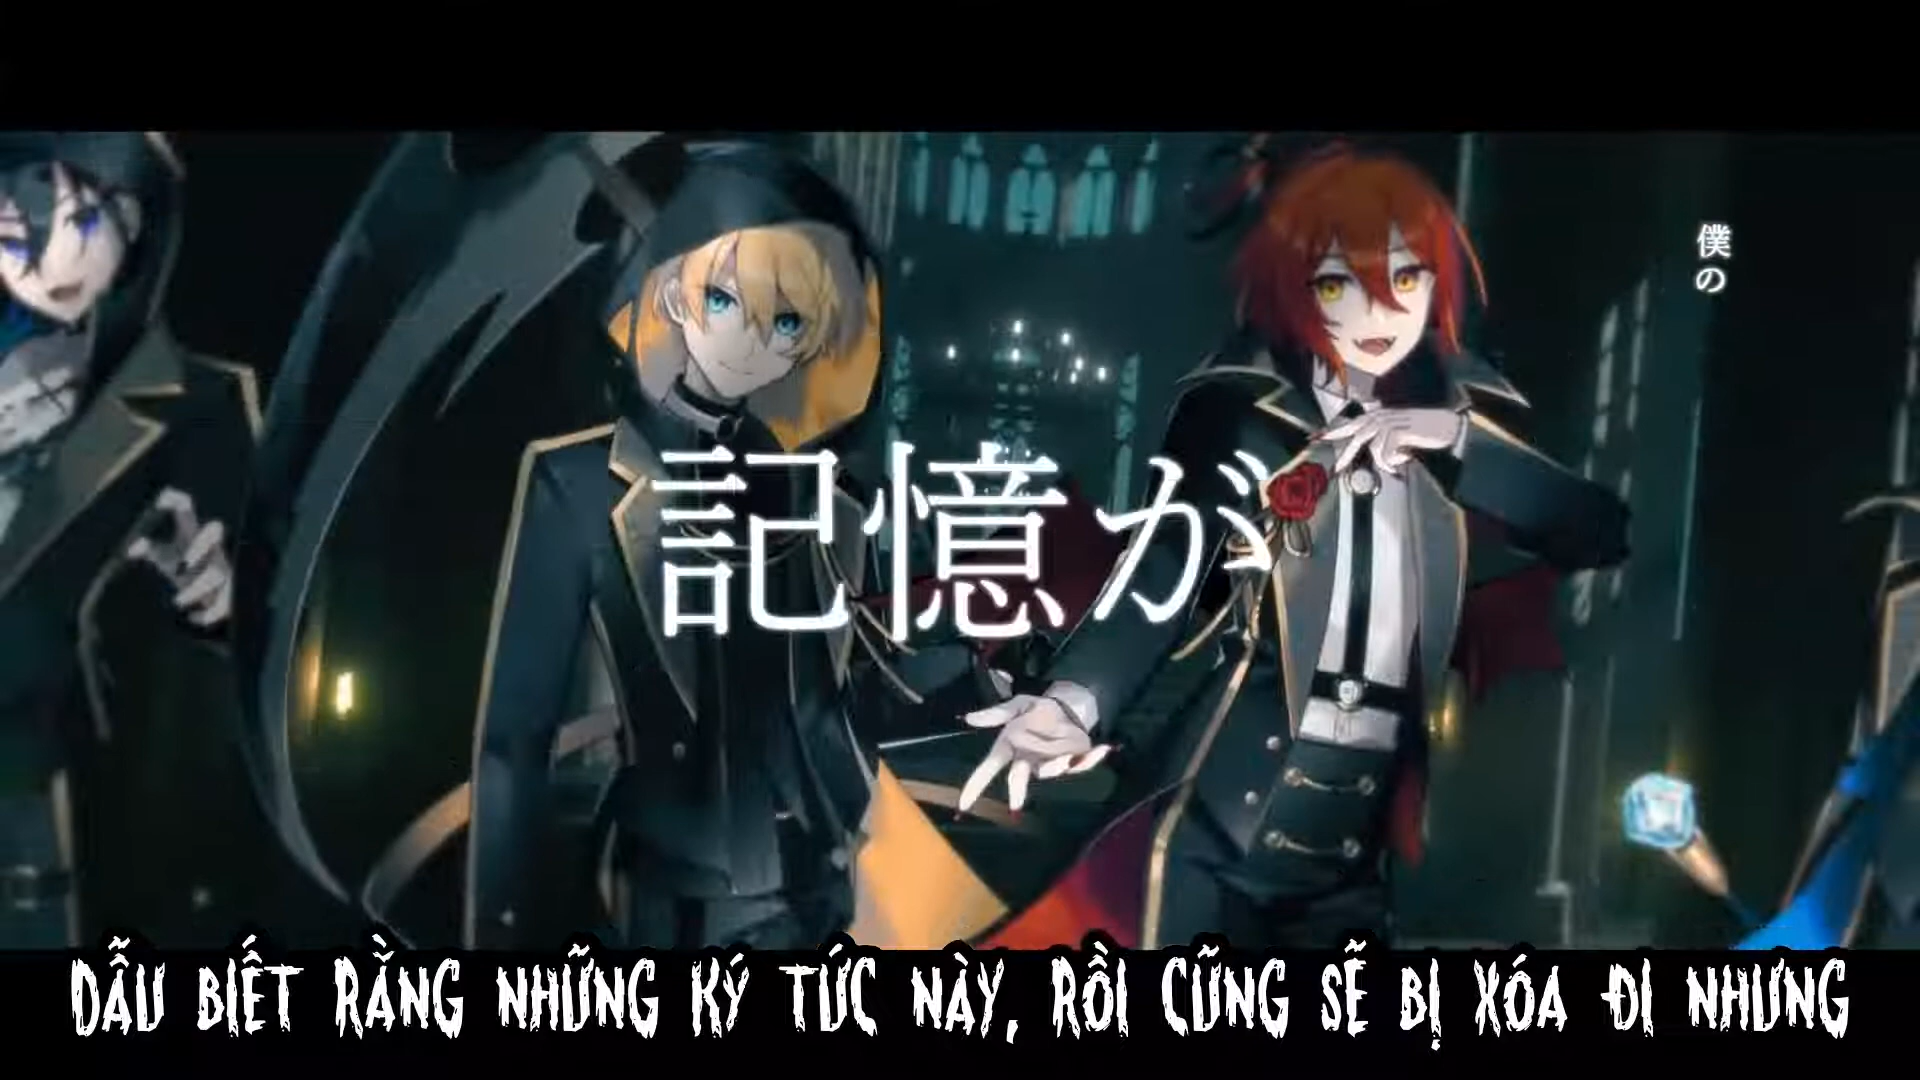 僕の
記憶が
DẪU BIẾT RẰNG NHỮNG KÝ TỨC NÀY, RỒI CŨNG SẼ BỊ XÓA ĐI NHƯNG